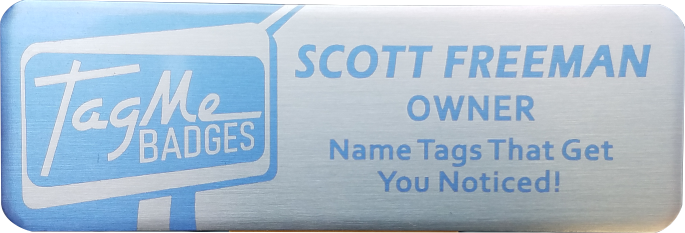 TagMe
BADGES
SCOTT FREEMAN
OWNER
Name Tags That Get
You Noticed!